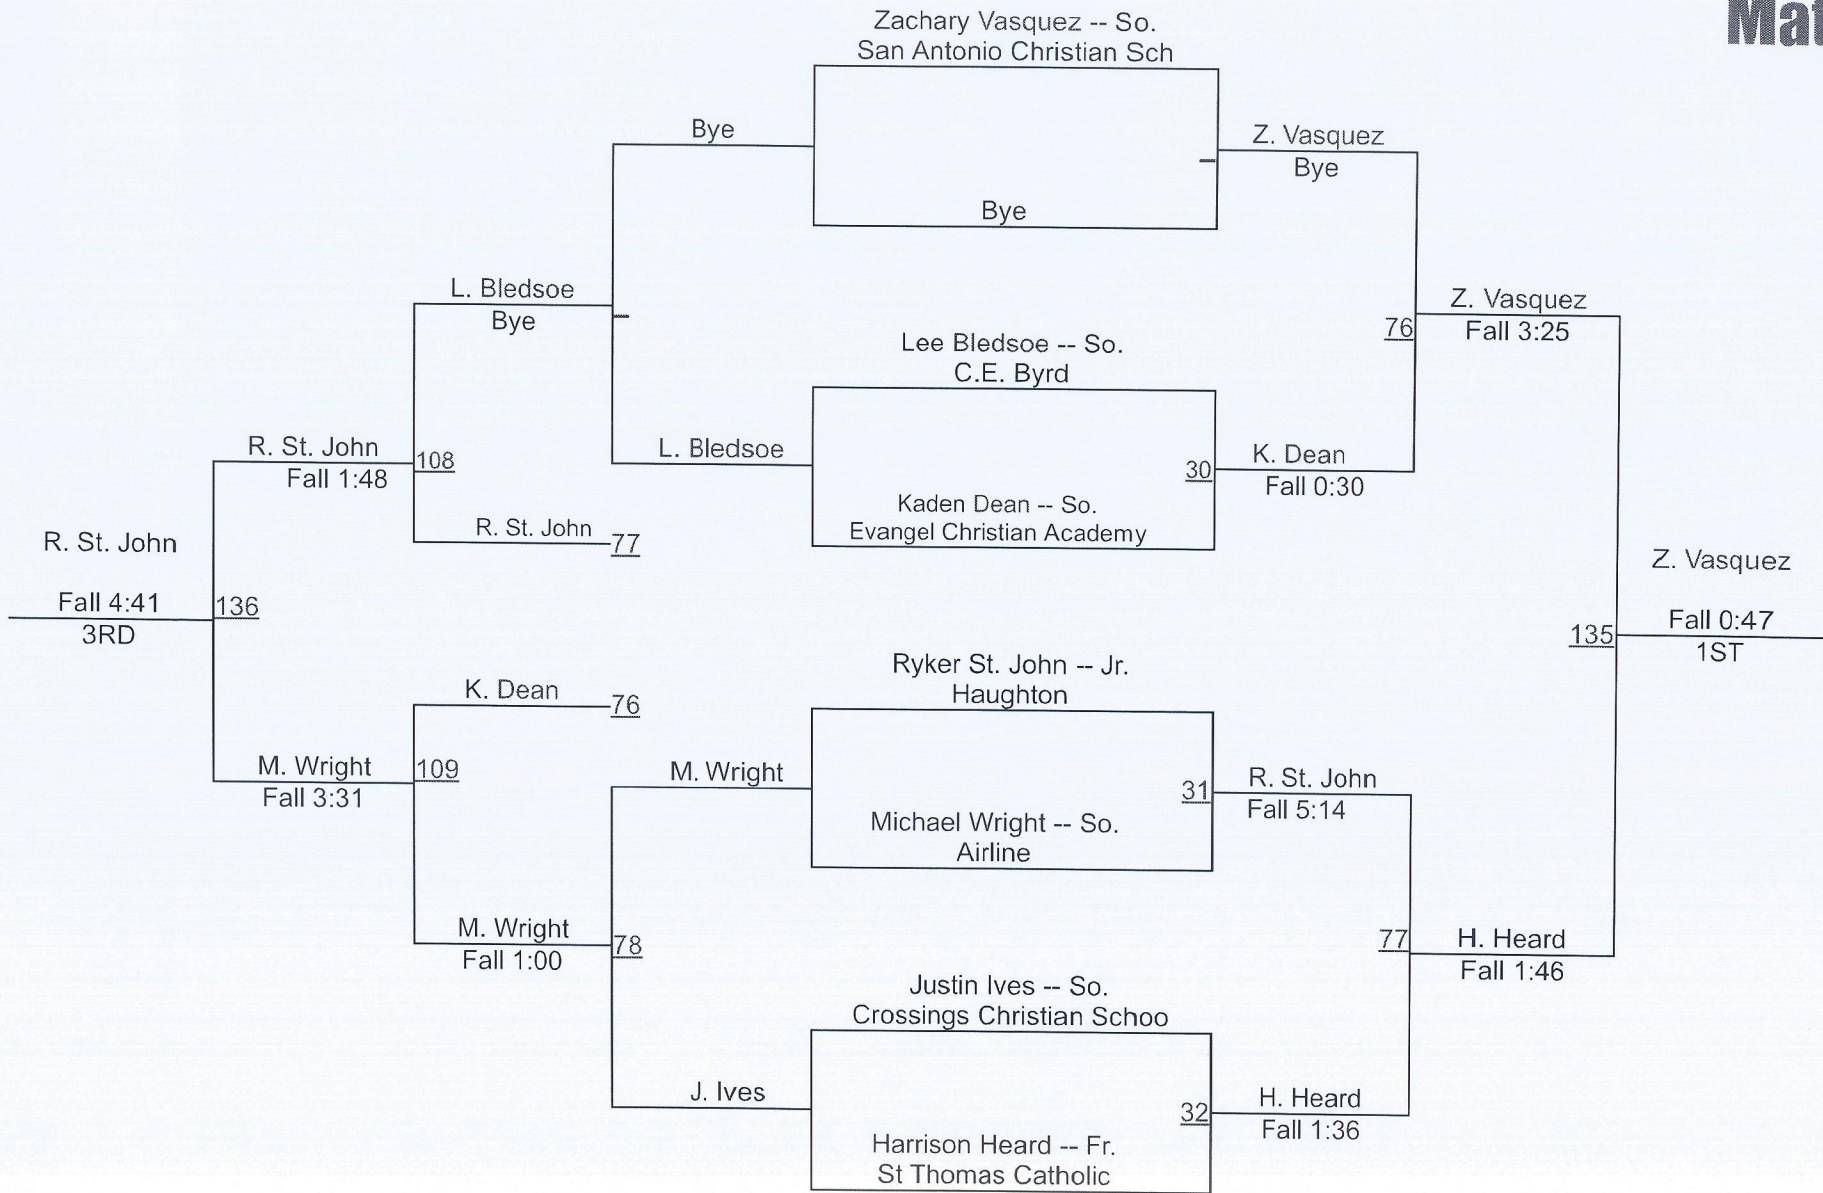 Mat
Zachary Vasquez -- So.
San Antonio Christian Sch
Bye
Z. Vasquez
Bye
Bye
L. Bledsoe
Bye
Z. Vasquez
Fall 3:25
76
Lee Bledsoe -- So.
C.E. Byrd
R. St. John
Fall 1:48
108
L. Bledsoe
30
K. Dean
Fall 0:30
Kaden Dean -- So.
Evangel Christian Academy
R. St. John
77
R. St. John
Fall 4:41
3RD
136
Z. Vasquez
Fall 0:47
1ST
135
Ryker St. John -- Jr.
Haughton
K. Dean
76
M. Wright
Fall 3:31
109
M. Wright
31
R. St. John
Fall 5:14
Michael Wright -- So.
Airline
M. Wright
Fall 1:00
78
77
H. Heard
Fall 1:46
Justin Ives -- So.
Crossings Christian Schoo
J. Ives
32
H. Heard
Fall 1:36
Harrison Heard -- Fr.
St Thomas Catholic